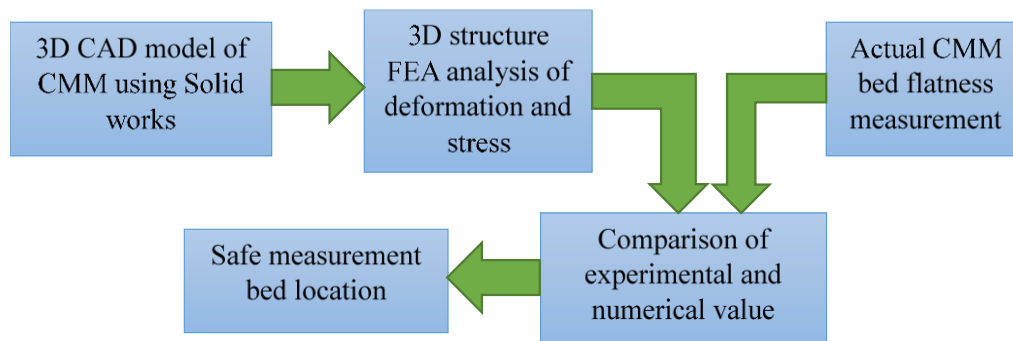 3D CAD model of
CMM using Solid
works
3D structure
FEA analysis of
deformation and
stress
Actual CMM
bed flatness
measurement
Comparison of
experimental and
numerical value
Safe measurement
bed location